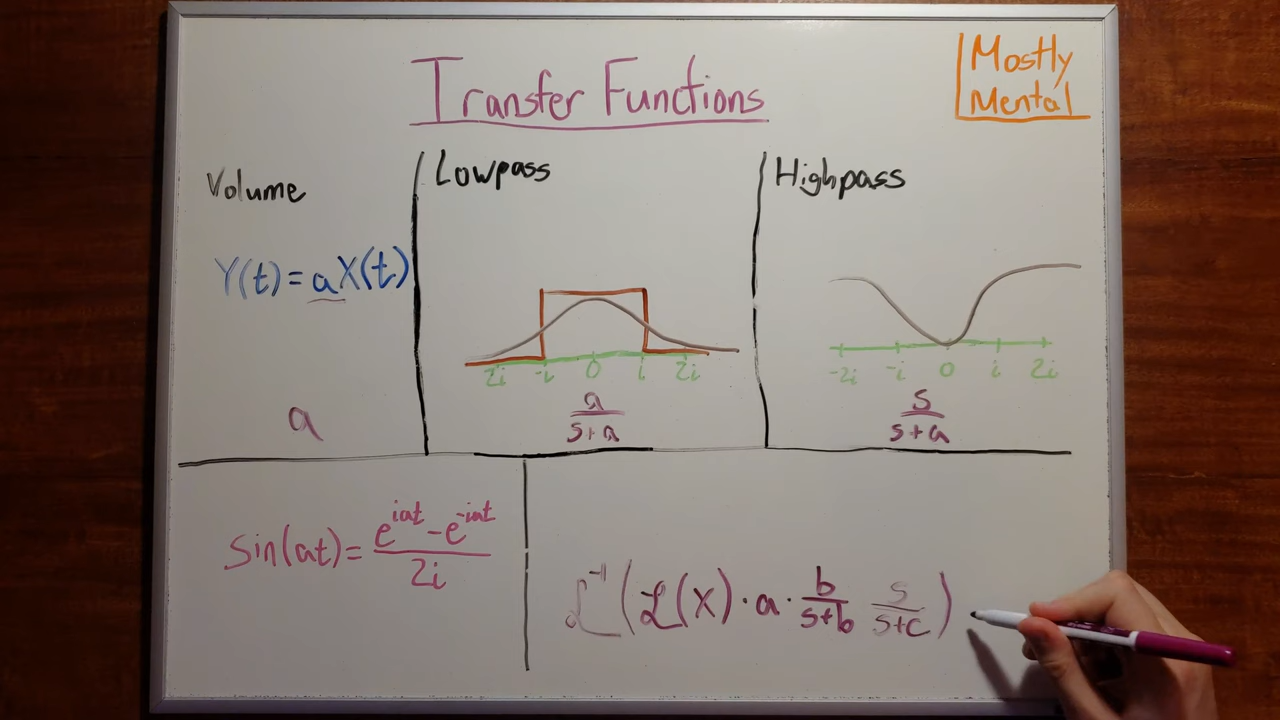 Transfer Functions
Mostly
Mental
Volume
Y(t) = aX(t)
a
Lowpass
2i -i 0 i 2i
a/(s+a)
Highpass
-2i -i 0 i 2i
s/(s+a)
Sin(at) = (e^{iat} - e^{-iat})/2i
ℒ^{-1}(ℒ(X) · a · b/(s+b) s/(s+c))